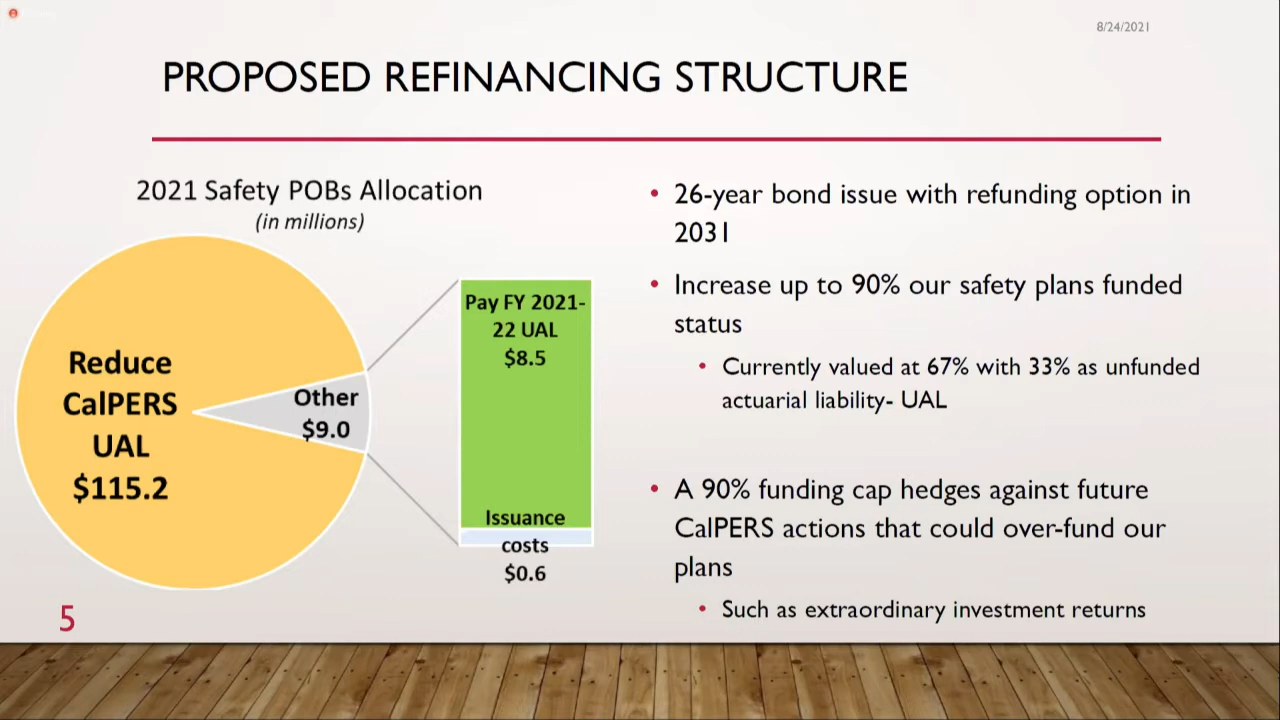 8/24/2021
PROPOSED REFINANCING STRUCTURE
2021 Safety POBs Allocation
(in millions)
Reduce
CalPERS
UAL
$115.2
Other
$9.0
Pay FY 2021-
22 UAL
$8.5
Issuance
costs
$0.6
• 26-year bond issue with refunding option in
2031
• Increase up to 90% our safety plans funded
status
• Currently valued at 67% with 33% as unfunded
actuarial liability- UAL
• A 90% funding cap hedges against future
CalPERS actions that could over-fund our
plans
• Such as extraordinary investment returns
5